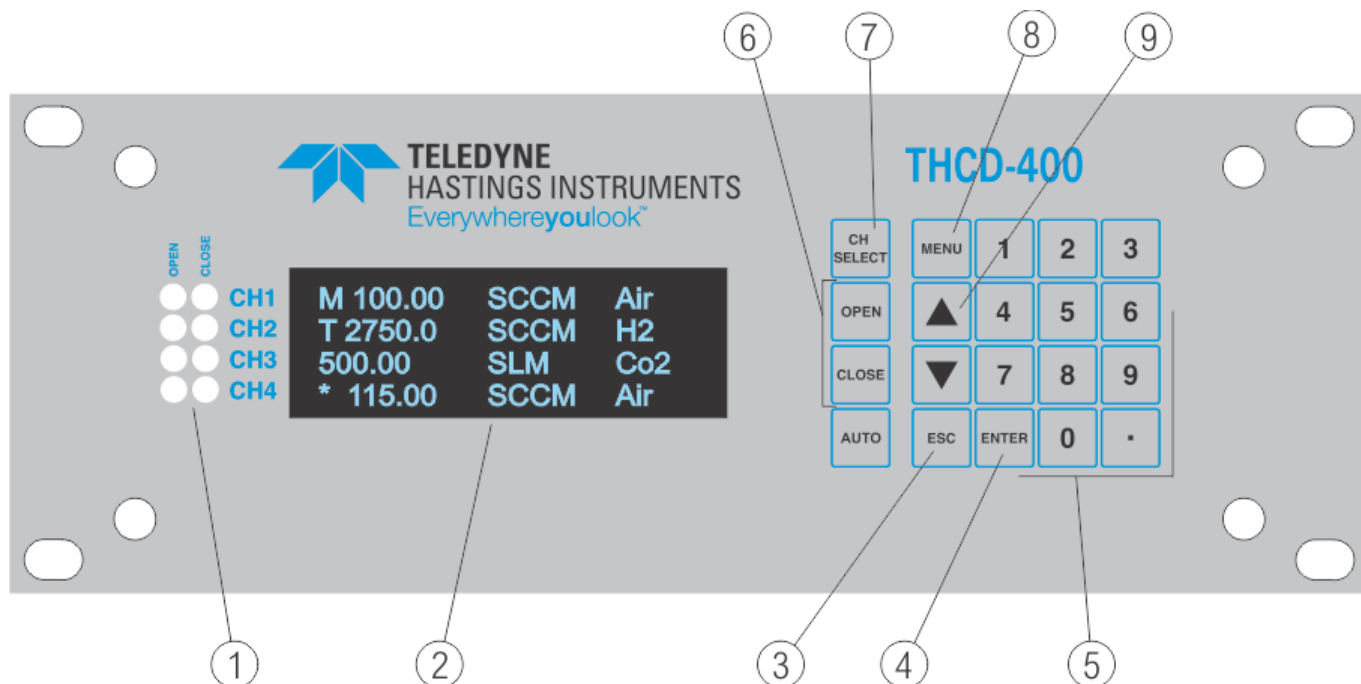 6 7 8 9
TELEDYNE
HASTINGS INSTRUMENTS
Everywhereyoulook™
THCD-400
OPEN CLOSE
CH1
CH2
CH3
CH4
M 100.00 SCCM Air
T 2750.0 SCCM H2
500.00 SLM Co2
* 115.00 SCCM Air
CH SELECT MENU 1 2 3
OPEN ▲ 4 5 6
CLOSE ▼ 7 8 9
AUTO ESC ENTER 0 .
1 2 3 4 5